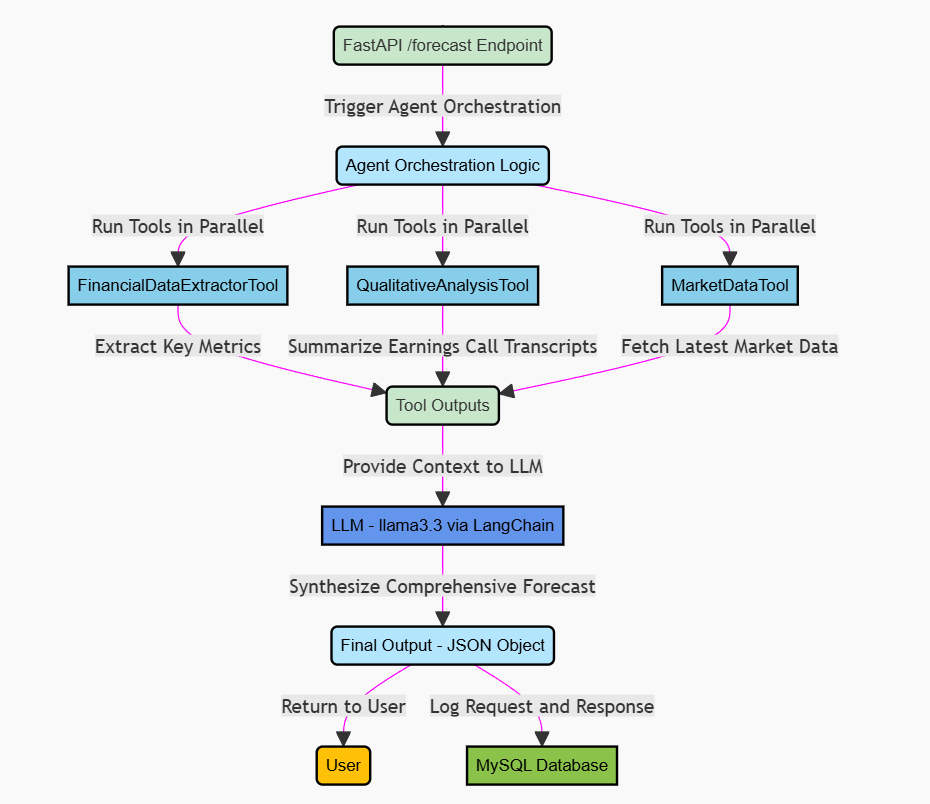 FastAPI /forecast Endpoint
Trigger Agent Orchestration
Agent Orchestration Logic
Run Tools in Parallel
Run Tools in Parallel
Run Tools in Parallel
FinancialDataExtractorTool
QualitativeAnalysisTool
MarketDataTool
Extract Key Metrics
Summarize Earnings Call Transcripts
Fetch Latest Market Data
Tool Outputs
Provide Context to LLM
LLM - llama3.3 via LangChain
Synthesize Comprehensive Forecast
Final Output - JSON Object
Return to User
Log Request and Response
User
MySQL Database